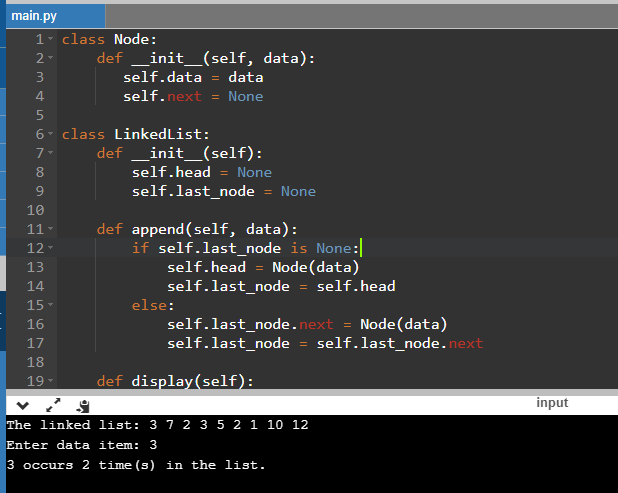 main.py
1 class Node:
2     def __init__(self, data):
3        self.data = data
4        self.next = None
5
6 class LinkedList:
7     def __init__(self):
8         self.head = None
9         self.last_node = None
10
11     def append(self, data):
12         if self.last_node is None:
13             self.head = Node(data)
14             self.last_node = self.head
15         else:
16             self.last_node.next = Node(data)
17             self.last_node = self.last_node.next
18
19     def display(self):
input
The linked list: 3 7 2 3 5 2 1 10 12
Enter data item: 3
3 occurs 2 time(s) in the list.